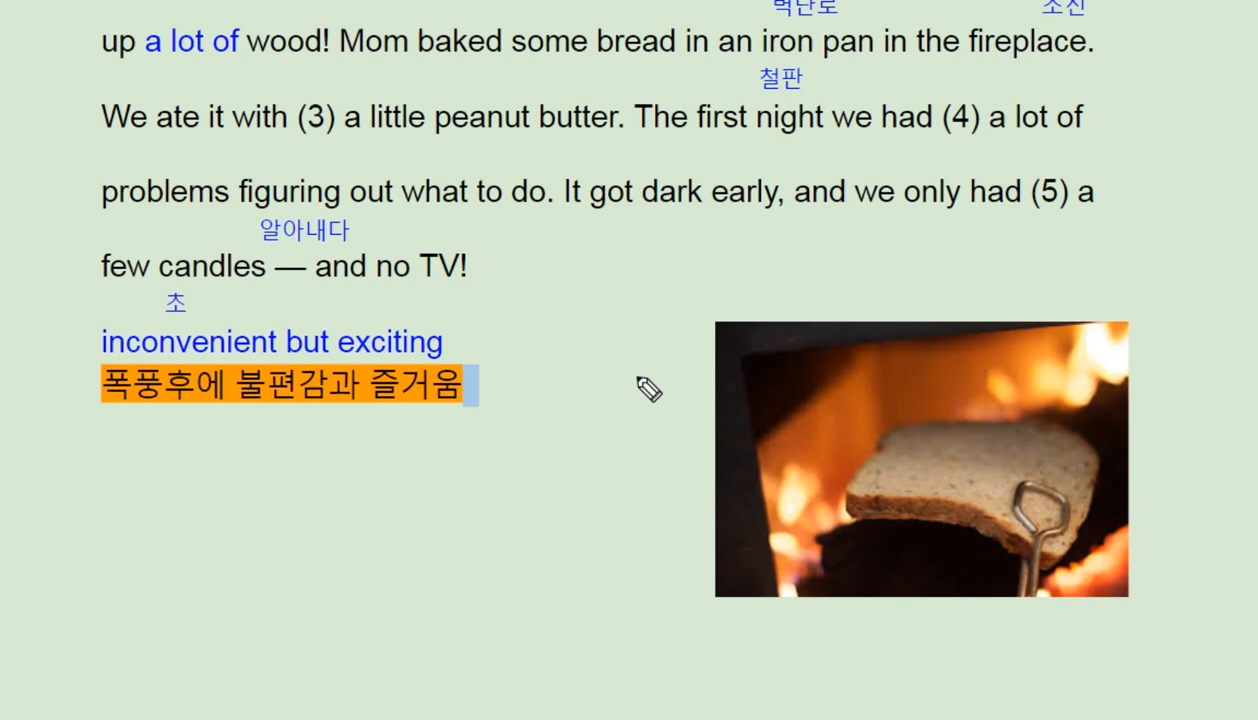 벽난로 조진
up a lot of wood! Mom baked some bread in an iron pan in the fireplace.
철판
We ate it with (3) a little peanut butter. The first night we had (4) a lot of
problems figuring out what to do. It got dark early, and we only had (5) a
알아내다
few candles — and no TV!
초
inconvenient but exciting
폭풍후에 불편감과 즐거움